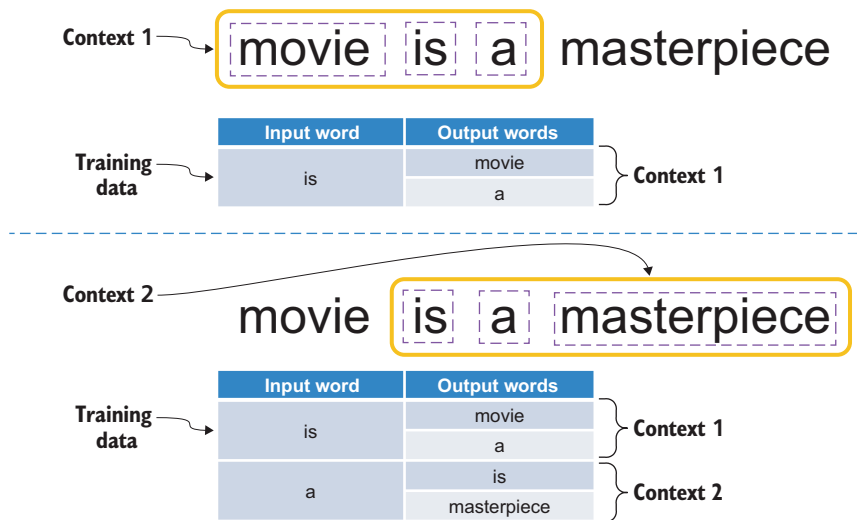 Context 1
movie is a masterpiece
Input word Output words
Training data
is
movie
a
Context 1
Context 2
movie is a masterpiece
Input word Output words
Training data
is
movie
a
Context 1
a
is
masterpiece
Context 2